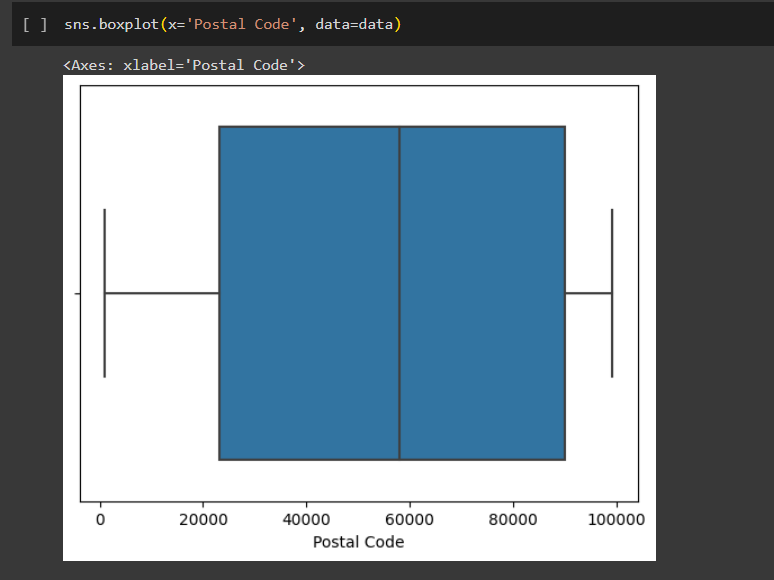 [ ] sns.boxplot(x='Postal Code', data=data)
<Axes: xlabel='Postal Code'>
0 20000 40000 60000 80000 100000
Postal Code